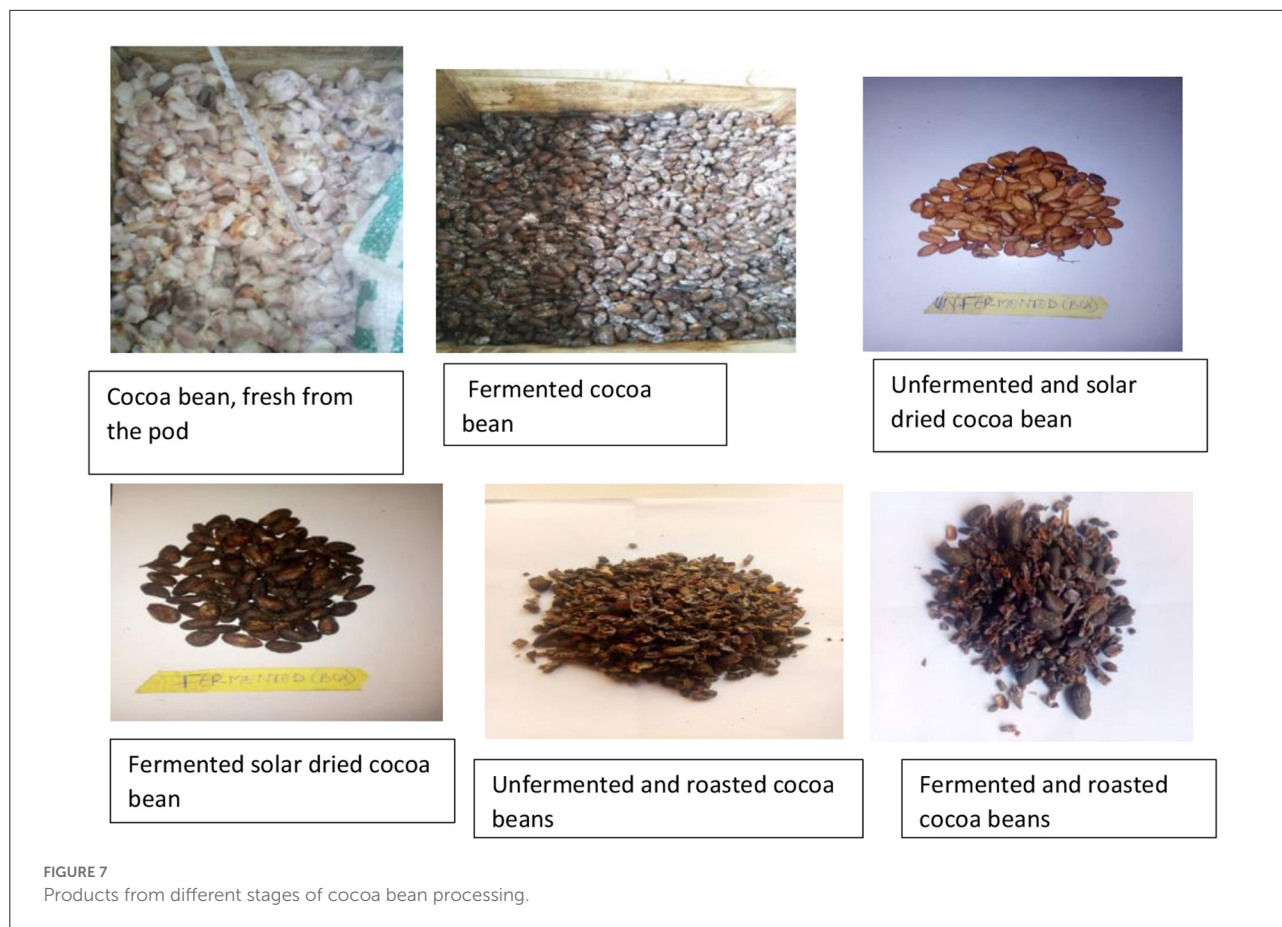 UNFERMENTED (BOX)
Cocoa bean, fresh from
the pod
Fermented cocoa
bean
Unfermented and solar
dried cocoa bean
FERMENTED (BOX)
Fermented solar dried cocoa
bean
Unfermented and roasted cocoa
beans
Fermented and roasted
cocoa beans
FIGURE 7
Products from different stages of cocoa bean processing.